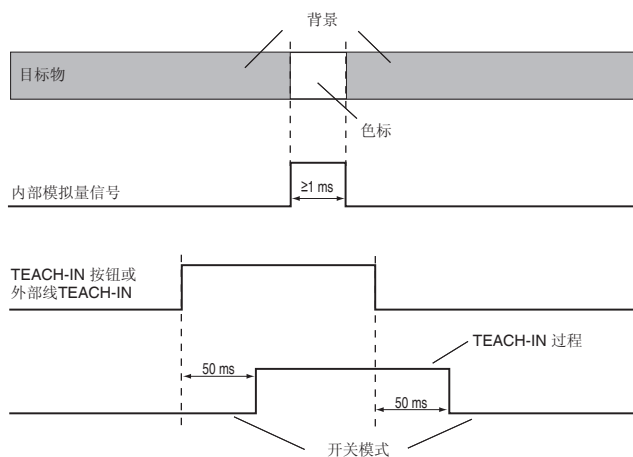 背景
目标物
色标
内部模拟量信号
≥1 ms
TEACH-IN 按钮或
外部线TEACH-IN
TEACH-IN 过程
50 ms
50 ms
开关模式